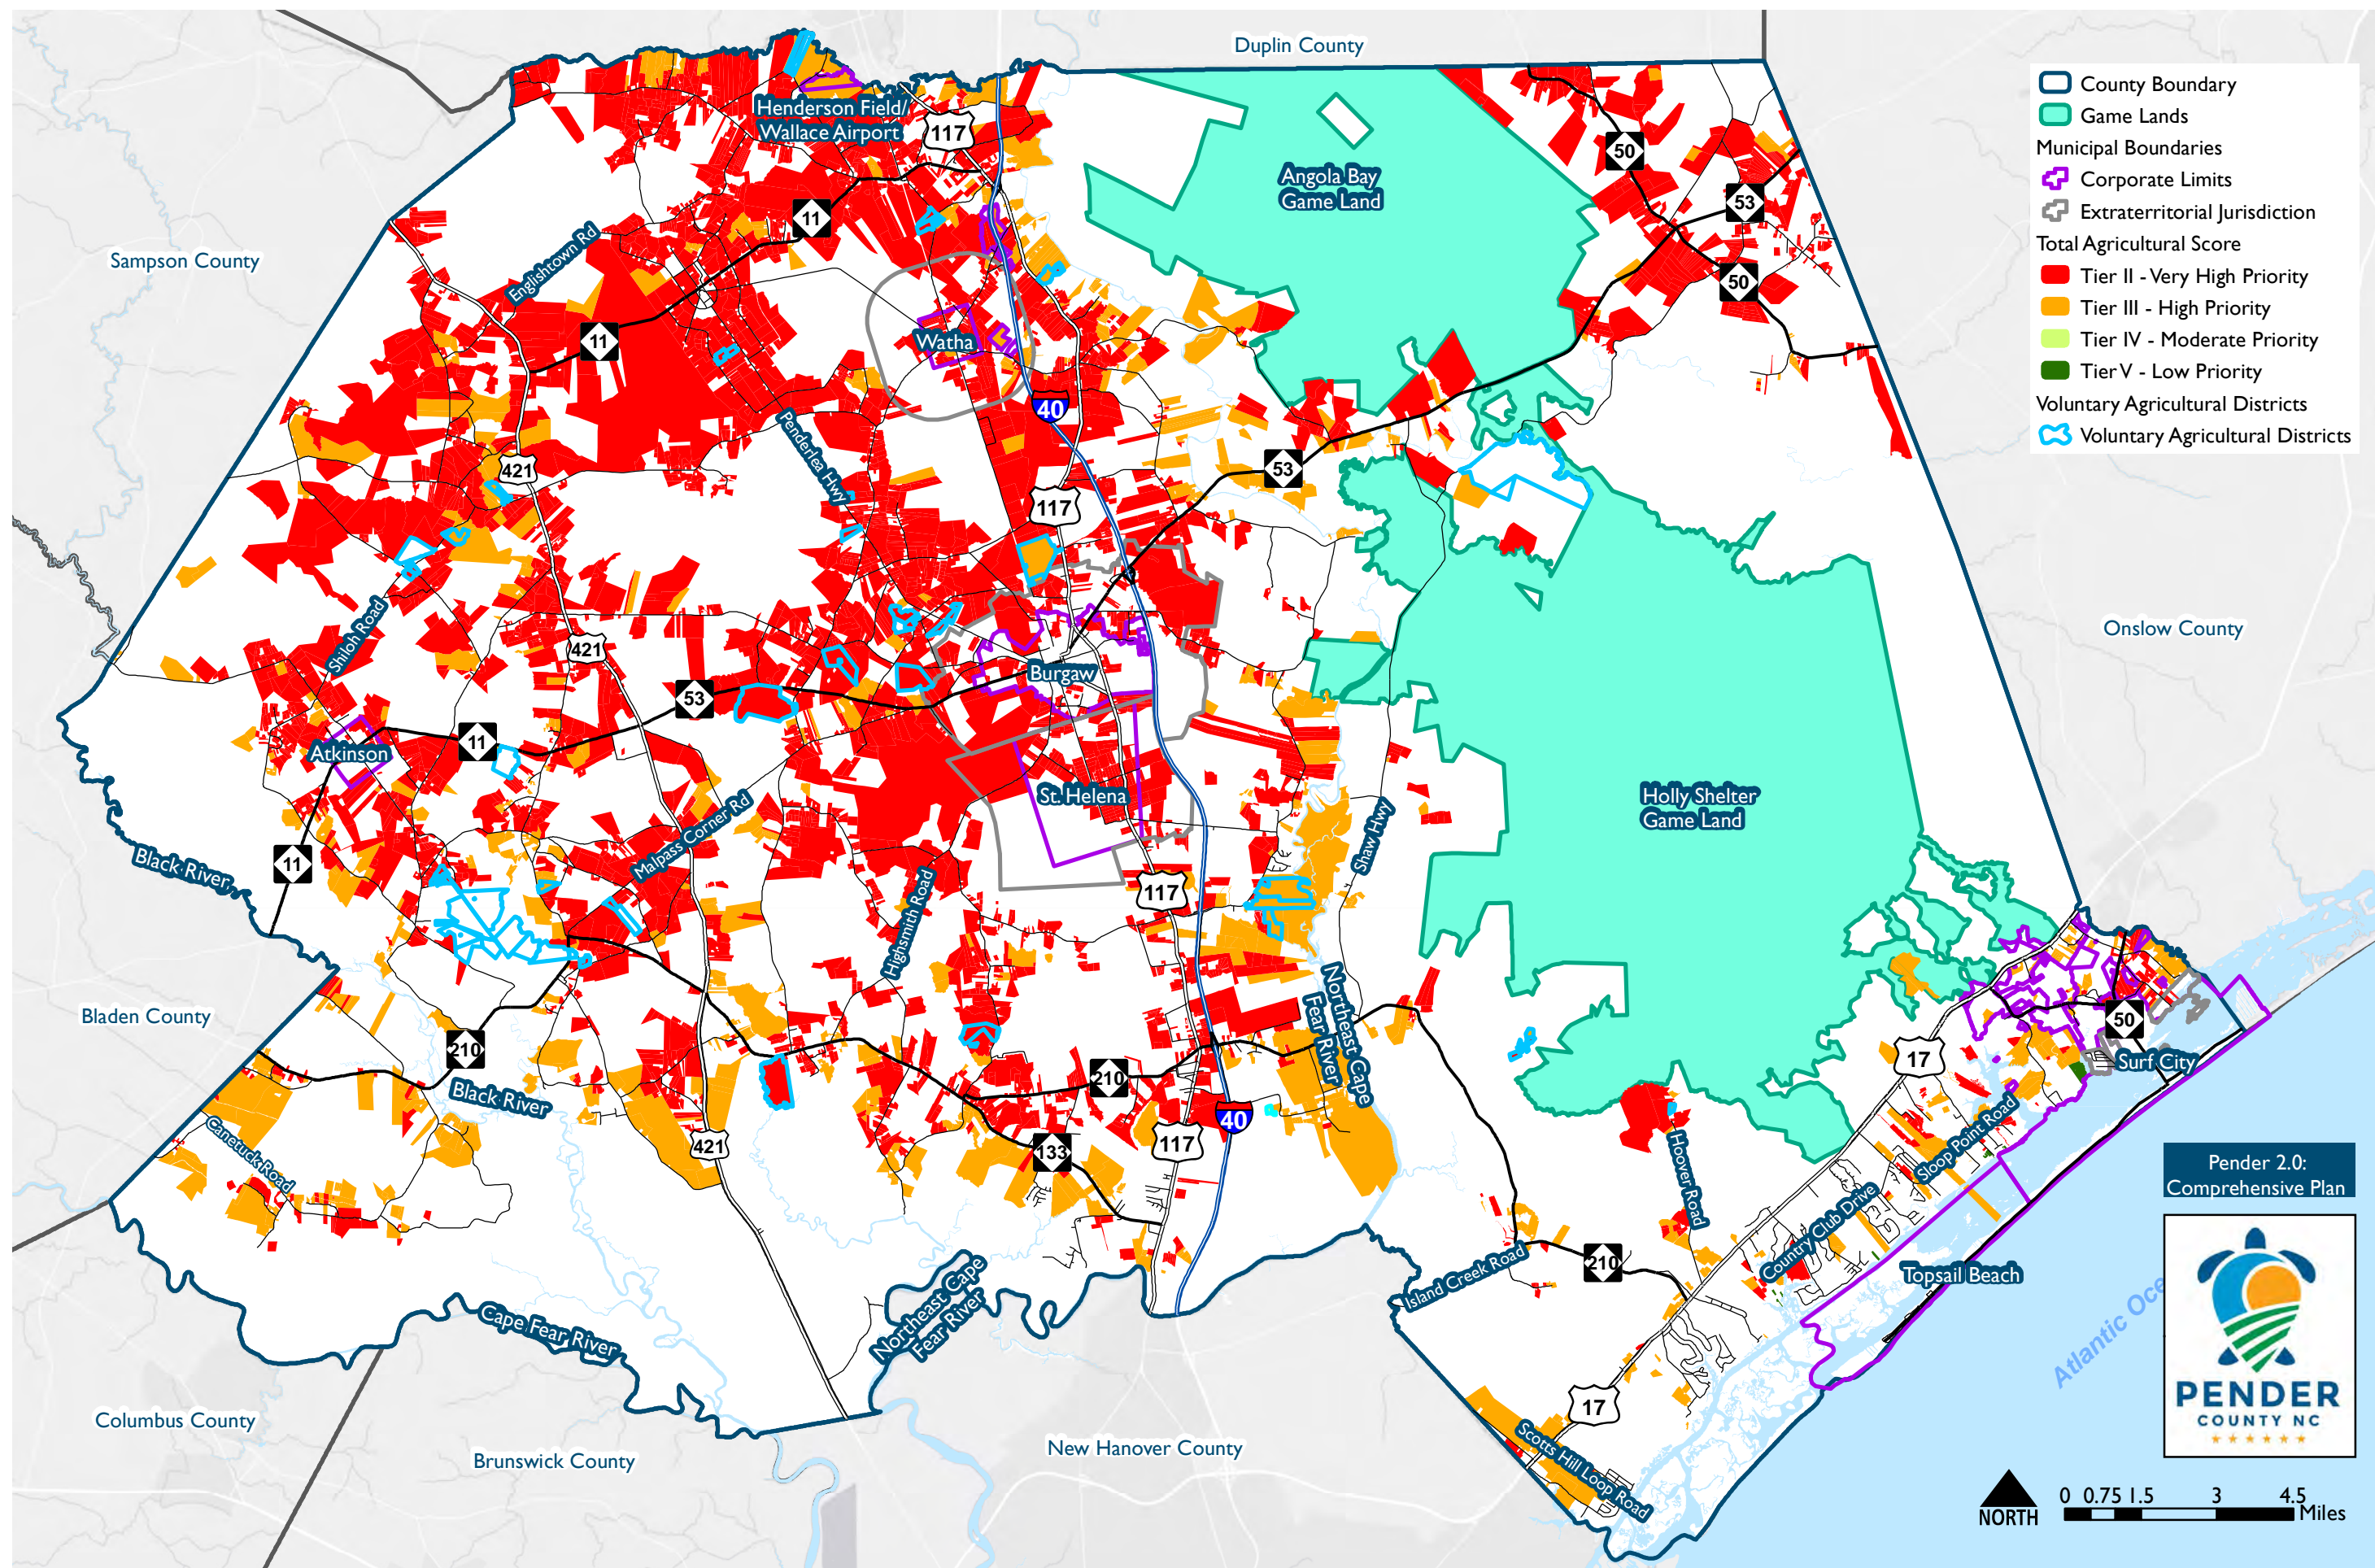 Duplin County
Henderson Field/
Wallace Airport
117
50
Angola Bay
Game Land
53
11
Sampson County
Englishtown Rd
50
11
Watha
40
Penderlea Hwy
421
53
117
Shiloh Road
421
Onslow County
Burgaw
53
11
Atkinson
St. Helena
Holly Shelter
Game Land
Malpass Corner Rd
Shaw Hwy
Black River
11
117
Highsmith Road
Northeast Cape
Fear River
Bladen County
50
210
17
Surf City
210
Black River
40
421
117
133
Canetuck Road
Hoover Road
Sloop Point Road
Country Club Drive
Island Creek Road
210
Topsail Beach
Northeast Cape
Fear River
Cape Fear River
Atlantic Oce
17
Scotts Hill Loop Road
Columbus County
Brunswick County
New Hanover County
County Boundary
Game Lands
Municipal Boundaries
Corporate Limits
Extraterritorial Jurisdiction
Total Agricultural Score
Tier II - Very High Priority
Tier III - High Priority
Tier IV - Moderate Priority
Tier V - Low Priority
Voluntary Agricultural Districts
Voluntary Agricultural Districts
Pender 2.0:
Comprehensive Plan
PENDER
COUNTY NC
NORTH
0 0.75 1.5 3 4.5
Miles